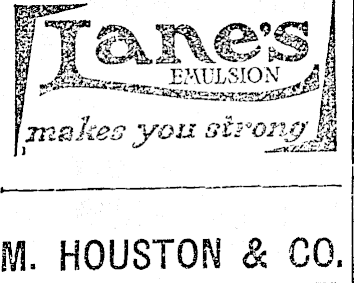 Lane's
EMULSION
makes you strong
M. HOUSTON & CO.